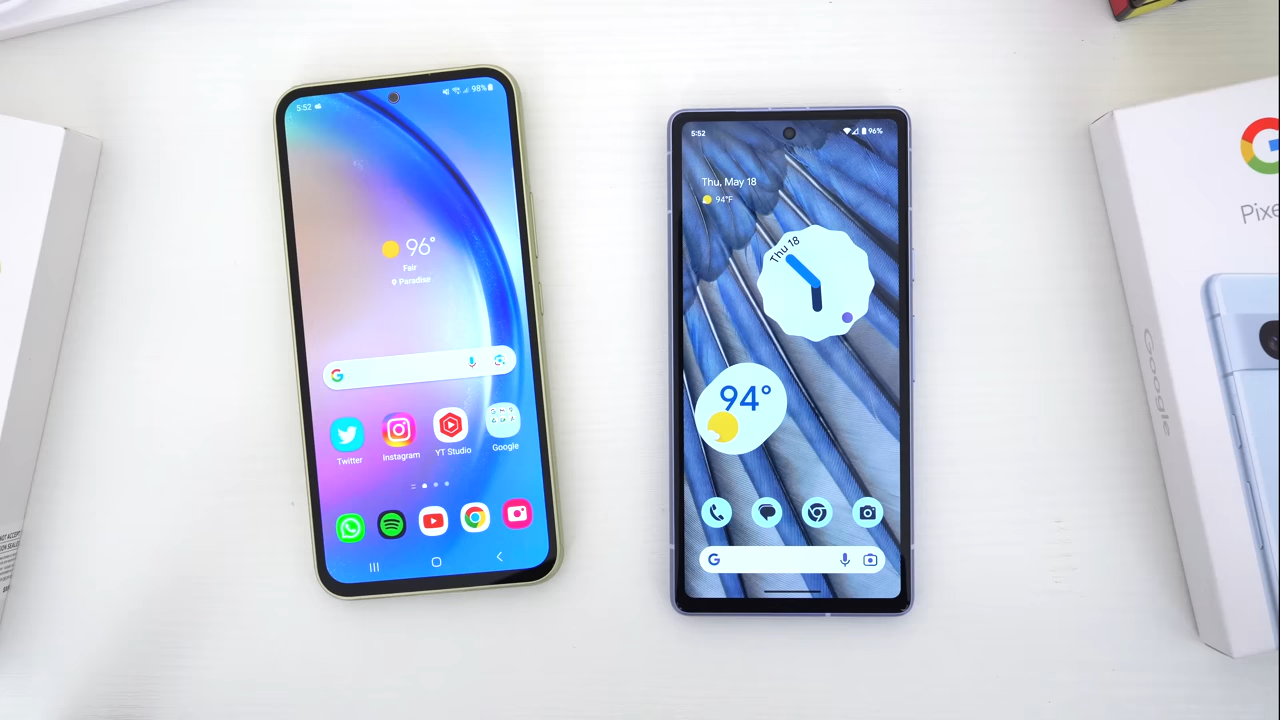 5:52
98%
96°
Fair
Paradise
Twitter
Instagram
YT Studio
Google
5:52
96%
Thu, May 18
94°F
Thu 18
94°
G
Pixe
Google